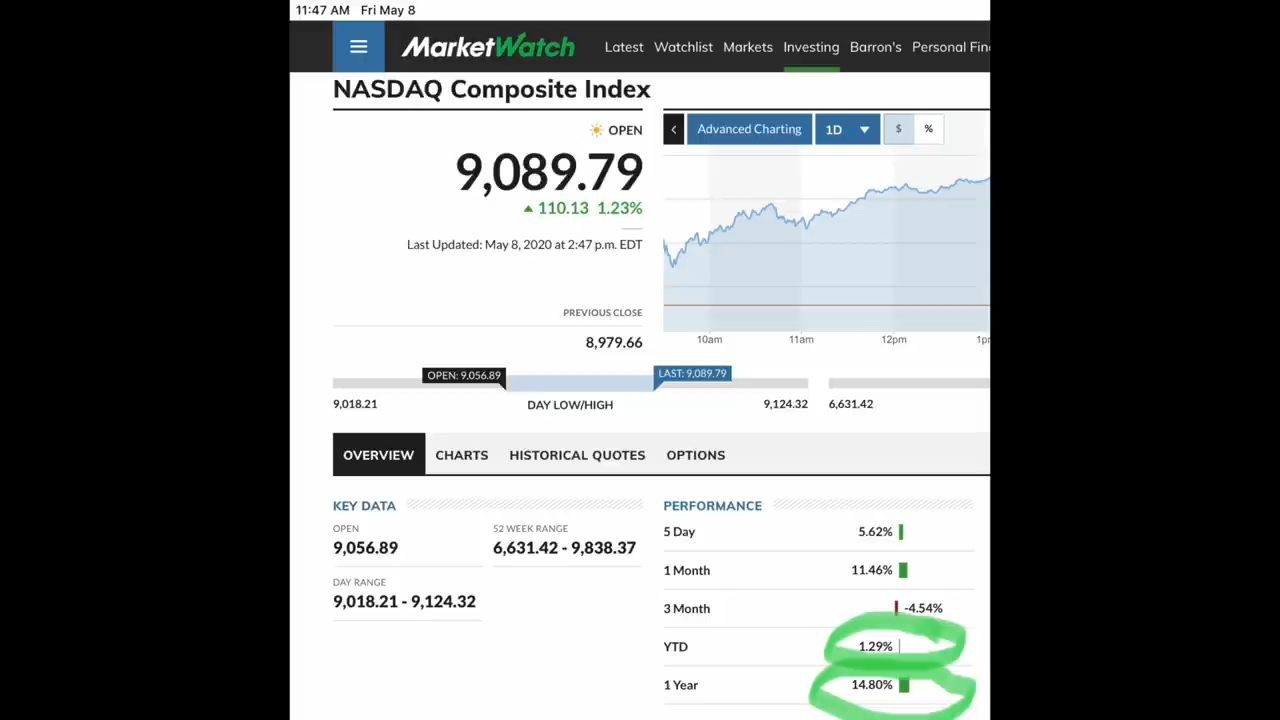 11:47 AM Fri May 8
MarketWatch Latest Watchlist Markets Investing Barron's Personal
NASDAQ Composite Index
OPEN
9,089.79
110.13 1.23%
Last Updated: May 8, 2020 at 2:47 p.m. EDT
PREVIOUS CLOSE
8,979.66
< Advanced Charting 1D $ %
10am 11am 12pm
OPEN: 9,056.89 LAST: 9,089.79
9,018.21 DAY LOW/HIGH 9,124.32 6,631.42
OVERVIEW CHARTS HISTORICAL QUOTES OPTIONS
KEY DATA
OPEN 52 WEEK RANGE
9,056.89 6,631.42 - 9,838.37
DAY RANGE
9,018.21 - 9,124.32
PERFORMANCE
5 Day 5.62%
1 Month 11.46%
3 Month -4.54%
YTD 1.29%
1 Year 14.80%